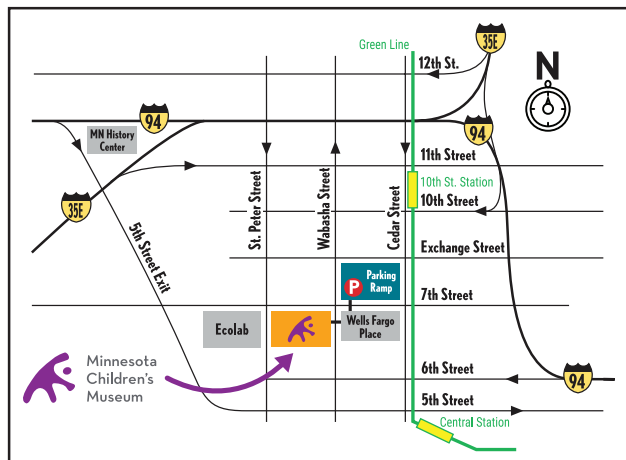 Green Line
35E
12th St.
N
94
MN History
Center
94
11th Street
10th St. Station
10th Street
35E
5th Street Exit
St. Peter Street
Wabasha Street
Cedar Street
Exchange Street
P
Parking
Ramp
7th Street
Ecolab
Wells Fargo
Place
Minnesota
Children's
Museum
6th Street
94
5th Street
Central Station